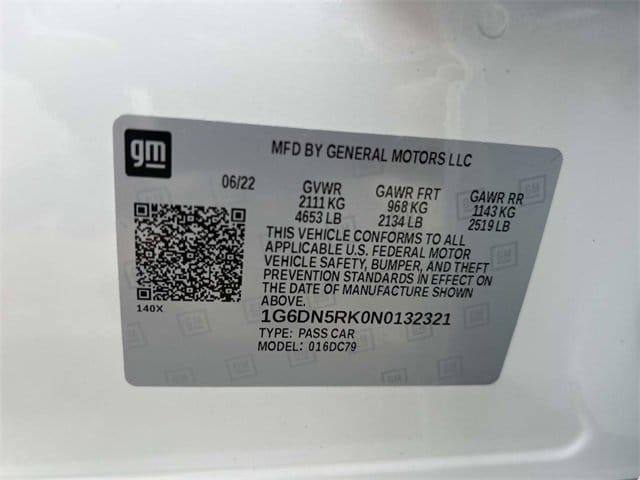 gm
MFD BY GENERAL MOTORS LLC
06/22 GVWR GAWR FRT GAWR RR
2111 KG 968 KG 1143 KG
4653 LB 2134 LB 2519 LB
THIS VEHICLE CONFORMS TO ALL
APPLICABLE U.S. FEDERAL MOTOR
VEHICLE SAFETY, BUMPER, AND THEFT
PREVENTION STANDARDS IN EFFECT ON
THE DATE OF MANUFACTURE SHOWN
ABOVE.
140X
1G6DN5RK0N0132321
TYPE: PASS CAR
MODEL: 016DC79